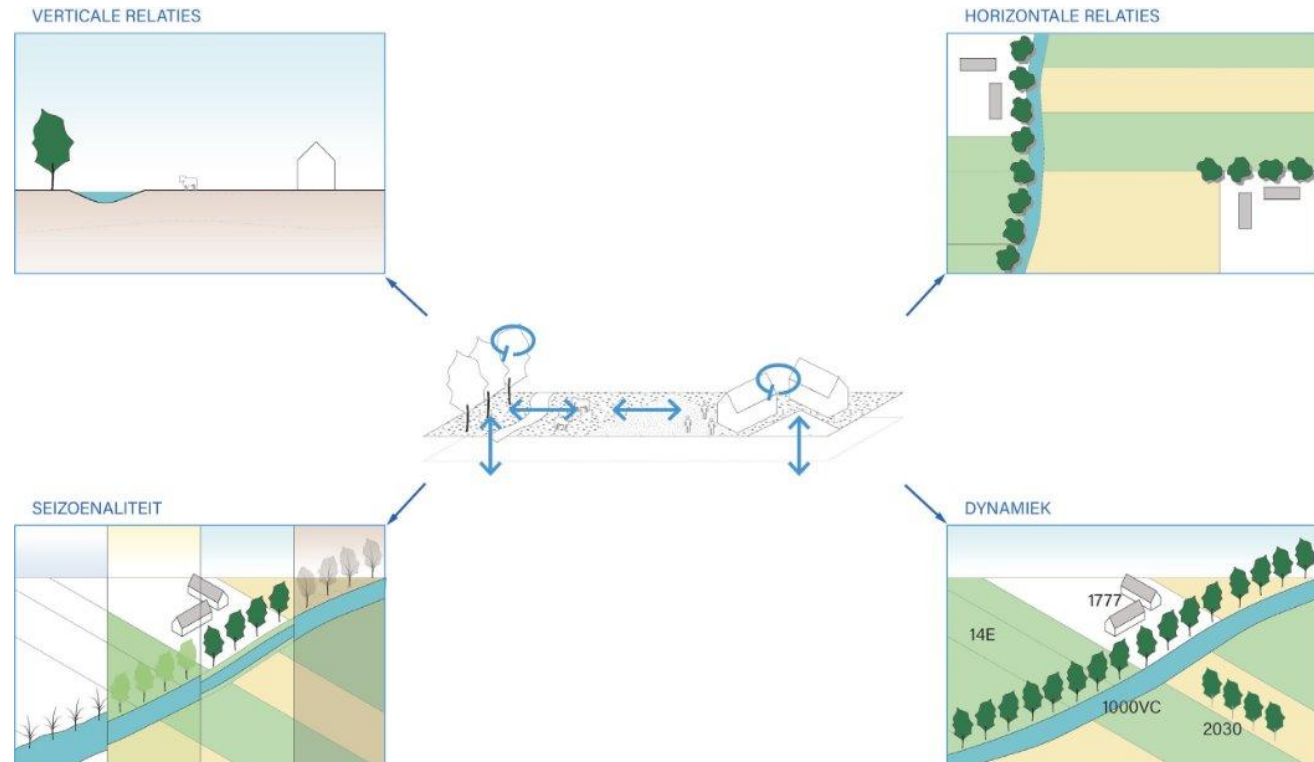 VERTICALE RELATIES
HORIZONTALE RELATIES
SEIZOENALITEIT
DYNAMIEK
1777
14E
1000VC
2030